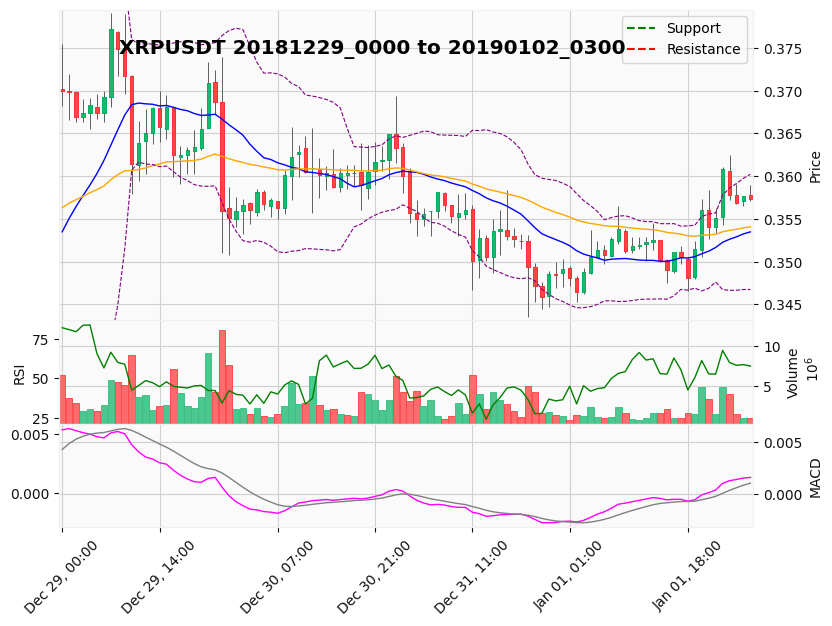 XRPUSDT 20181229_0000 to 20190102_0300
Support
Resistance
0.375
0.370
0.365
0.360
0.355
0.350
0.345
Price
75
50
25
RSI
10
5
Volume
10^6
0.005
0.000
0.005
0.000
MACD
Dec 29, 00:00
Dec 29, 14:00
Dec 30, 07:00
Dec 30, 21:00
Dec 31, 11:00
Jan 01, 01:00
Jan 01, 18:00